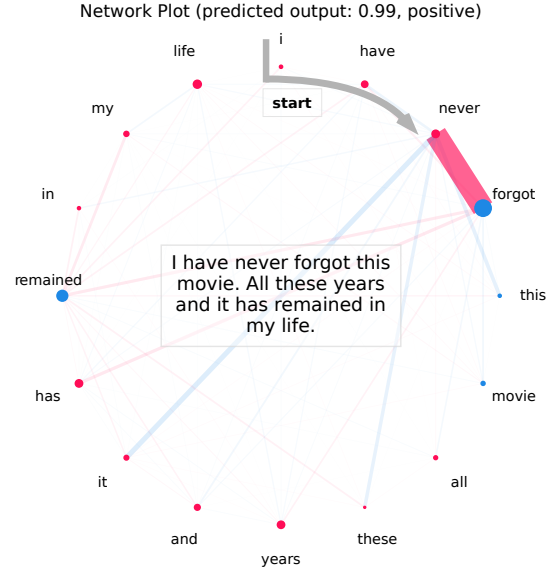 Network Plot (predicted output: 0.99, positive)
i
have
never
forgot
this
movie
all
these
years
and
it
has
remained
in
my
life
start
I have never forgot this
movie. All these years
and it has remained in
my life.